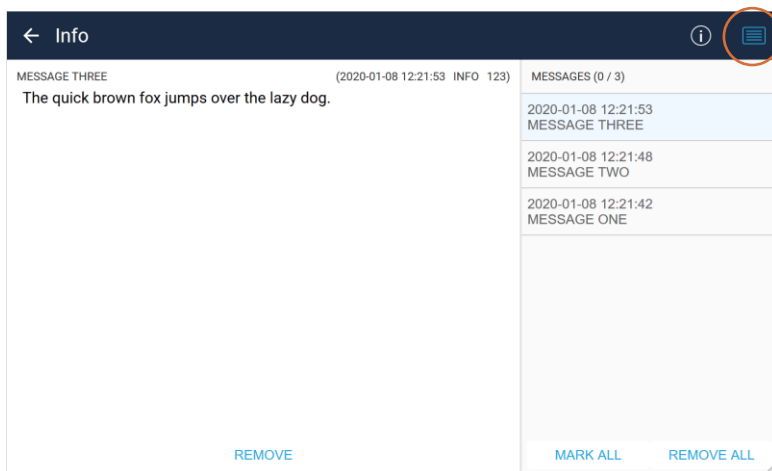 Info
MESSAGE THREE (2020-01-08 12:21:53 INFO 123)
The quick brown fox jumps over the lazy dog.
REMOVE
MESSAGES (0 / 3)
2020-01-08 12:21:53
MESSAGE THREE
2020-01-08 12:21:48
MESSAGE TWO
2020-01-08 12:21:42
MESSAGE ONE
MARK ALL REMOVE ALL